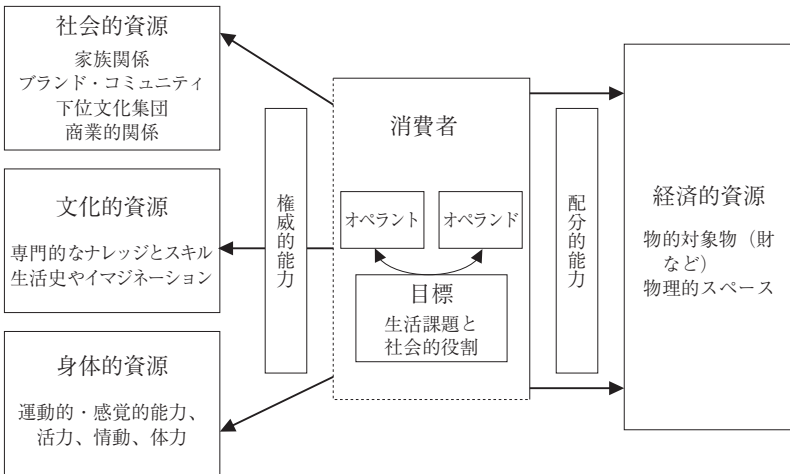 社会的資源
家族関係
ブランド・コミュニティ
下位文化集団
商業的関係
文化的資源
専門的なナレッジとスキル
生活史やイマジネーション
身体的資源
運動的・感覚的能力、
活力、情動、体力
権威的能力
消費者
オペラント
オペランド
目標
生活課題と
社会的役割
配分的能力
経済的資源
物的対象物（財
など）
物理的スペース